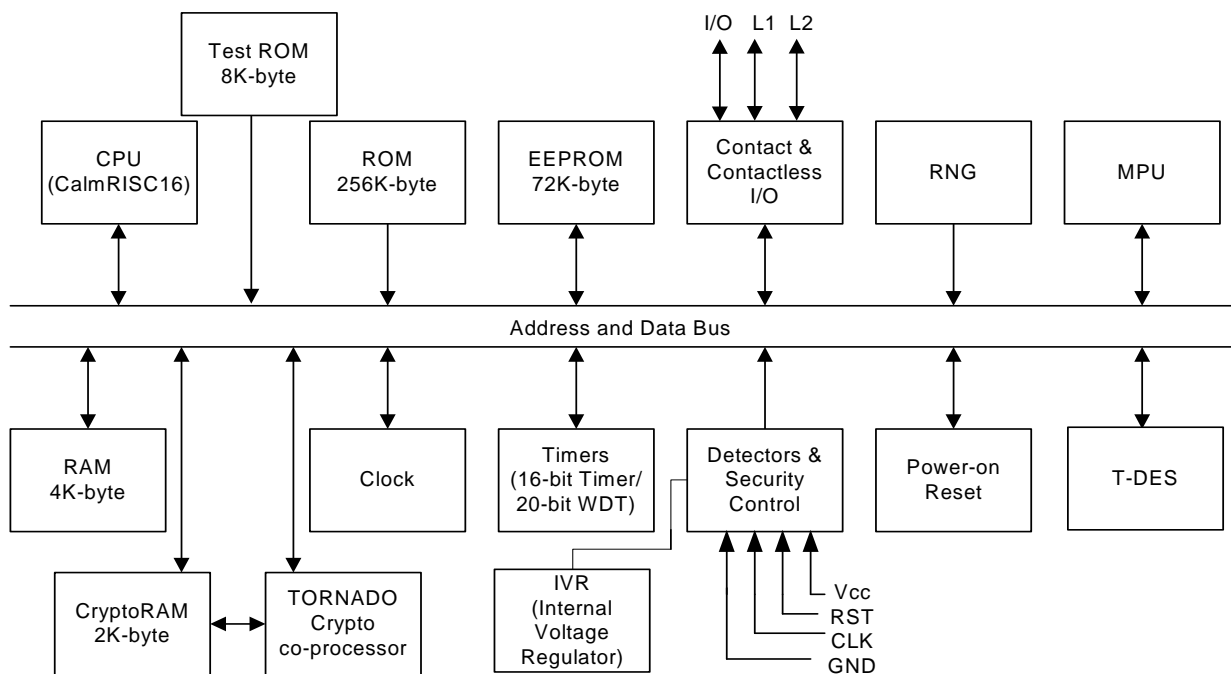 I/O L1 L2
Test ROM
8K-byte
CPU
(CalmRISC16)
ROM
256K-byte
EEPROM
72K-byte
Contact &
Contactless
I/O
RNG
MPU
Address and Data Bus
RAM
4K-byte
Clock
Timers
(16-bit Timer/
20-bit WDT)
Detectors &
Security
Control
Power-on
Reset
T-DES
CryptoRAM
2K-byte
TORNADO
Crypto
co-processor
IVR
(Internal
Voltage
Regulator)
Vcc
RST
CLK
GND